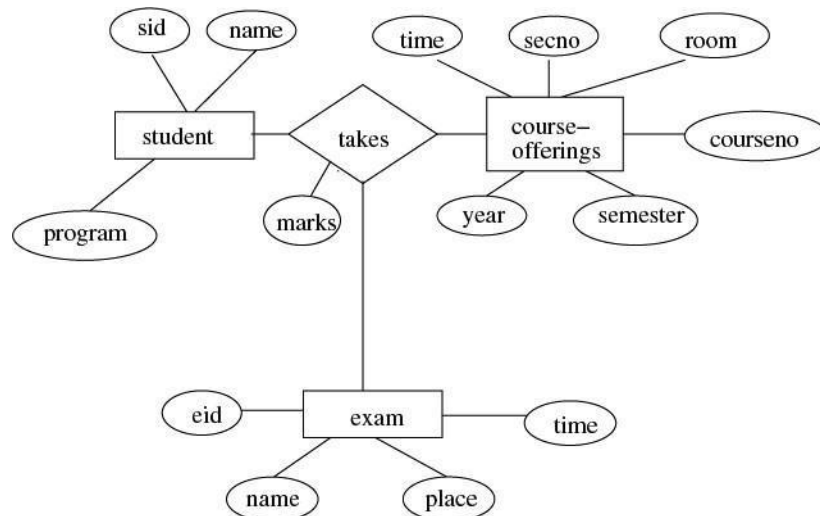 sid
name
time
secno
room
student
takes
course-
offerings
courseno
program
marks
year
semester
eid
exam
time
name
place